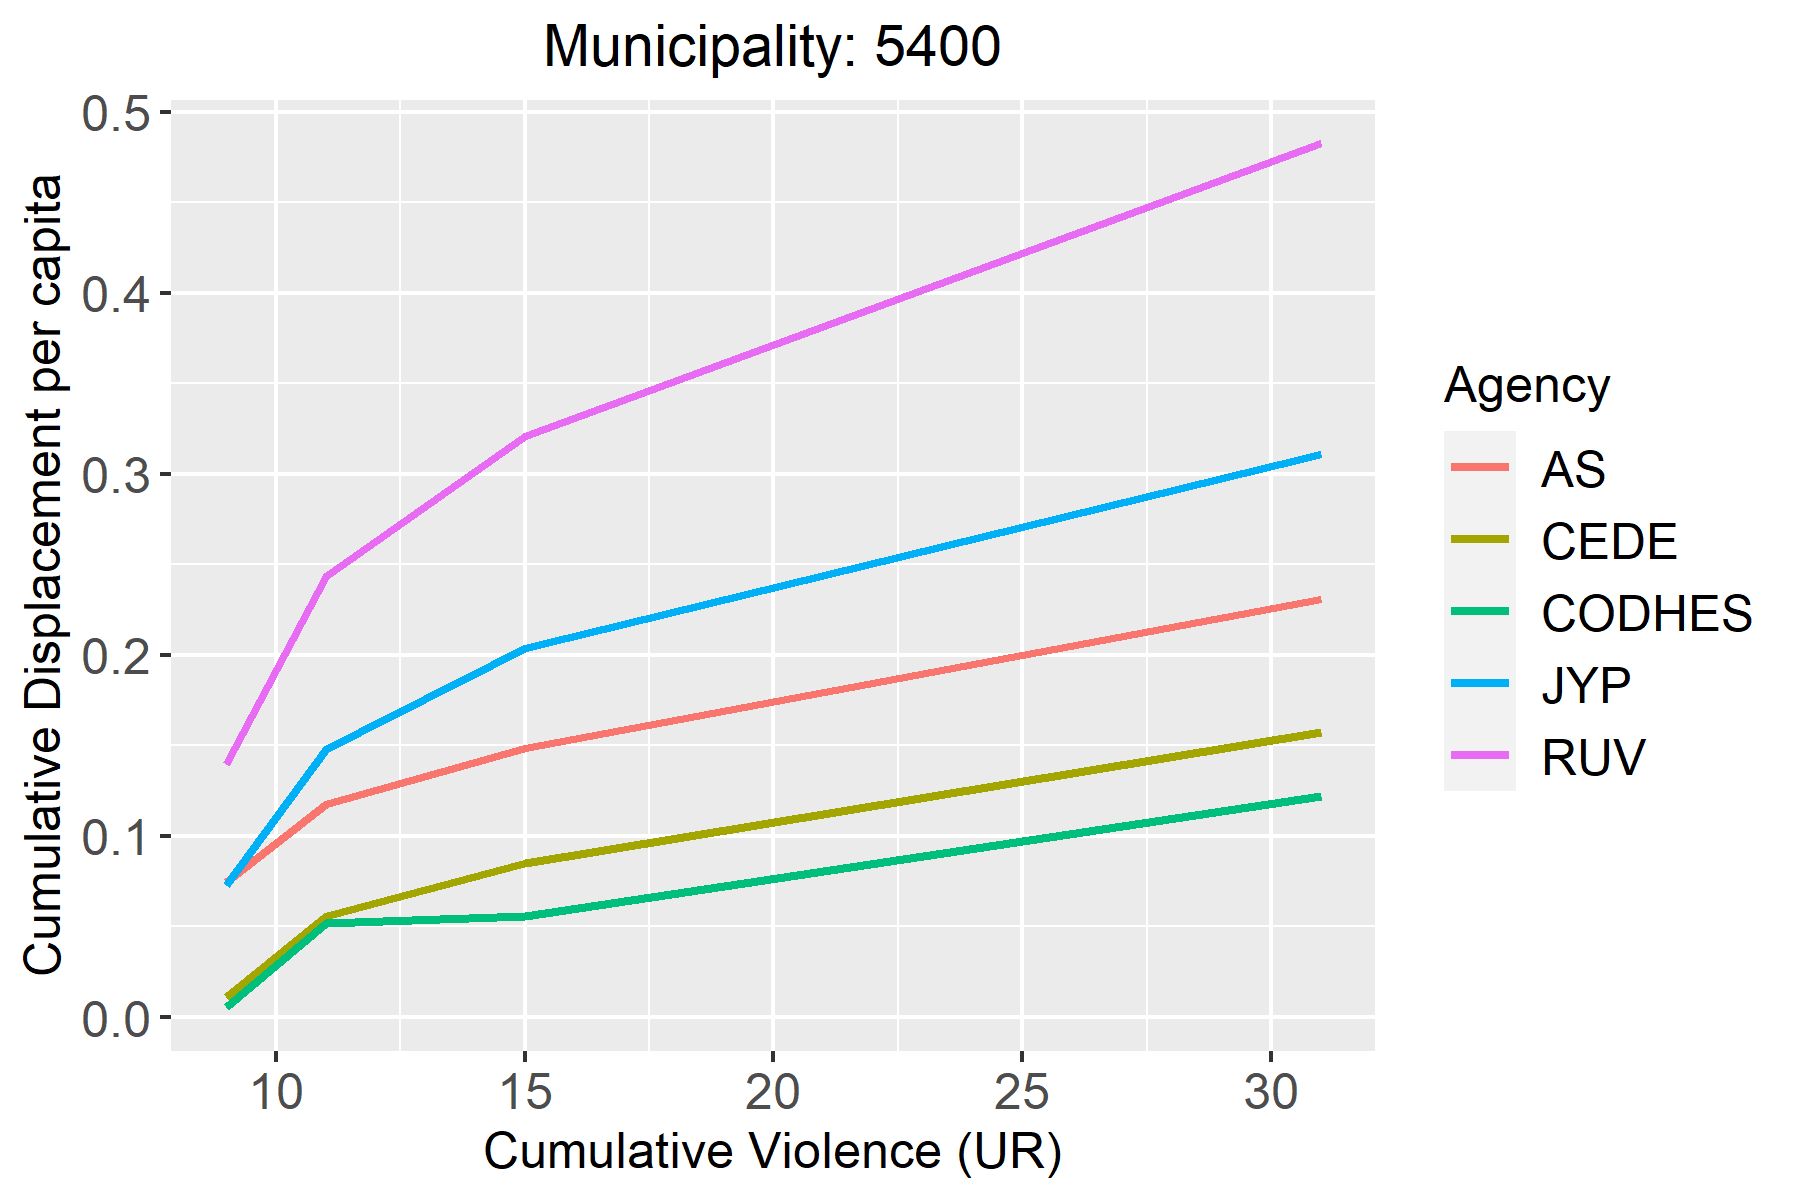 Municipality: 5400
Cumulative Displacement per capita
0.5
0.4
0.3
0.2
0.1
0.0
10 15 20 25 30
Cumulative Violence (UR)
Agency
AS
CEDE
CODHES
JYP
RUV